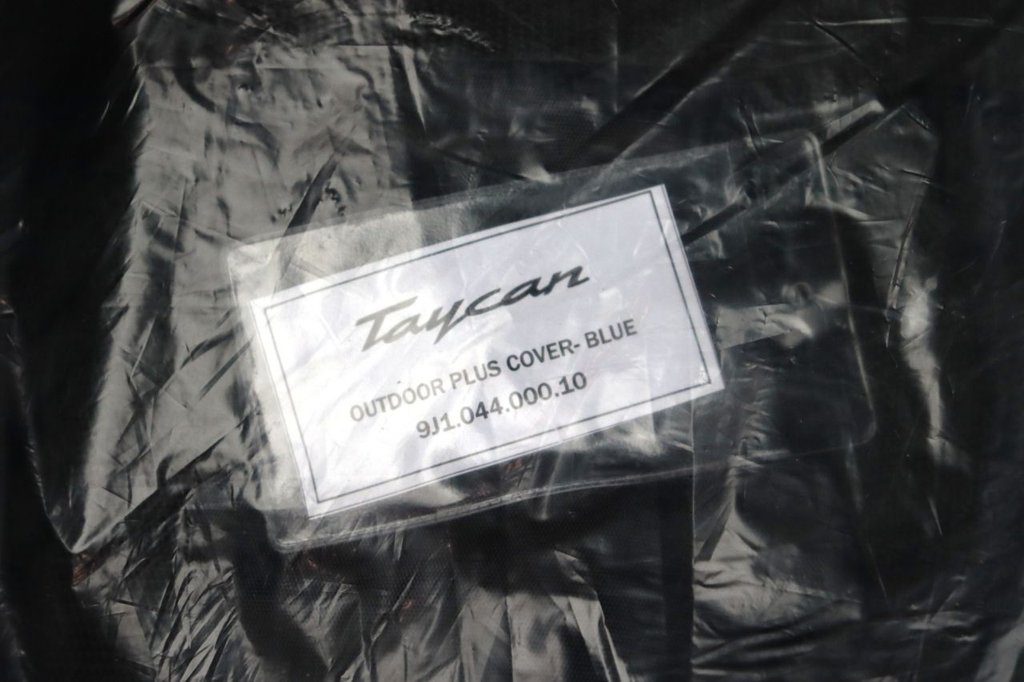 Taycan
OUTDOOR PLUS COVER- BLUE
9J1.044.000.10